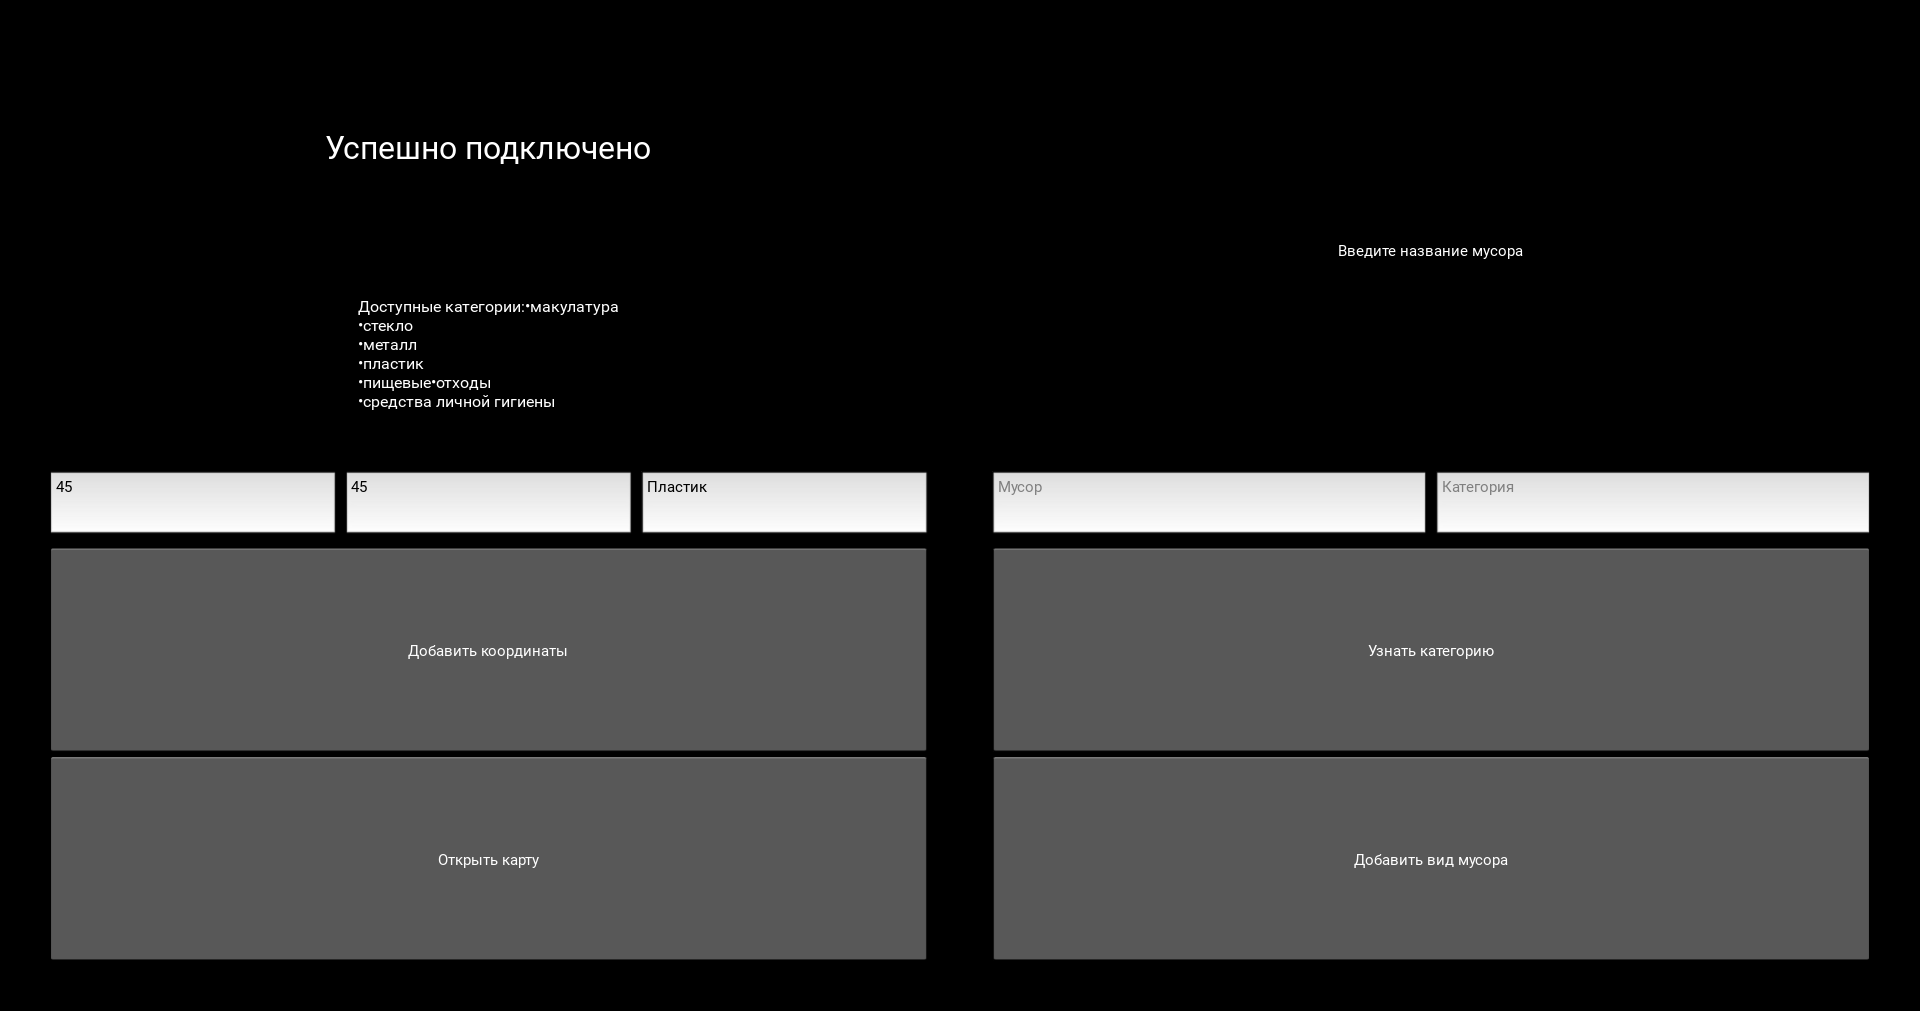 Успешно подключено
Введите название мусора
Доступные категории:•макулатура
•стекло
•металл
•пластик
•пищевые•отходы
•средства личной гигиены
45
45
Пластик
Мусор
Категория
Добавить координаты
Узнать категорию
Открыть карту
Добавить вид мусора